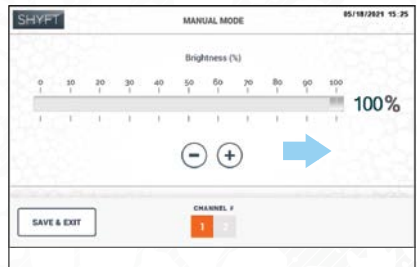 SHYFT
MANUAL MODE
05/18/2021 15:25
Brightness (%)
0 10 20 30 40 50 60 70 80 90 100
100%
SAVE & EXIT
CHANNEL #
1 2